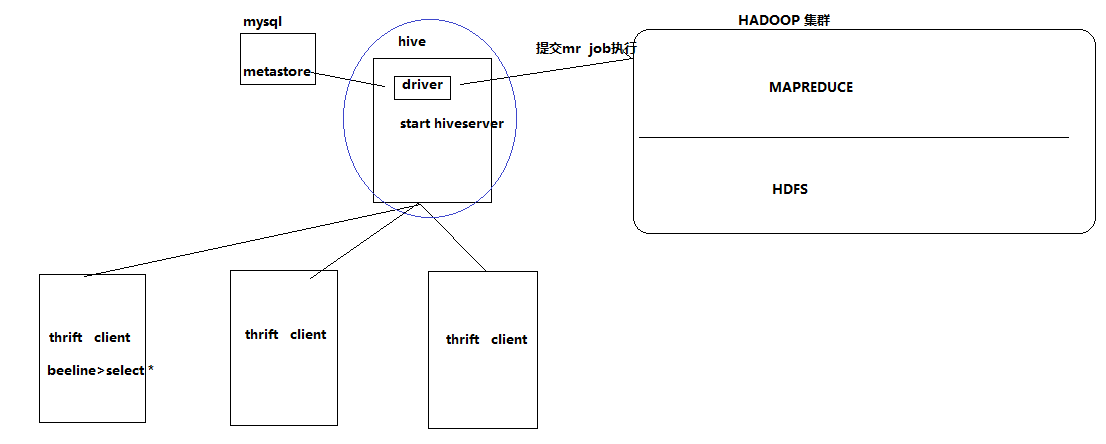 mysql
metastore
hive
driver
start hiveserver
提交mr job执行
HADOOP 集群
MAPREDUCE
HDFS
thrift client
beeline>select *
thrift client
thrift client